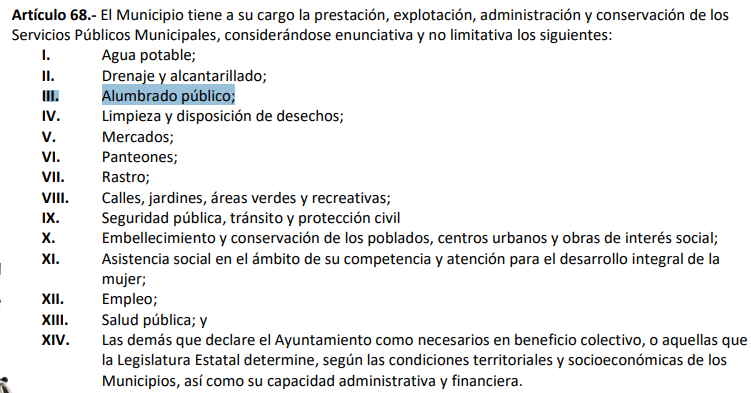 Artículo 68.- El Municipio tiene a su cargo la prestación, explotación, administración y conservación de los
Servicios Públicos Municipales, considerándose enunciativa y no limitativa los siguientes:
I. Agua potable;
II. Drenaje y alcantarillado;
III. Alumbrado público;
IV. Limpieza y disposición de desechos;
V. Mercados;
VI. Panteones;
VII. Rastro;
VIII. Calles, jardines, áreas verdes y recreativas;
IX. Seguridad pública, tránsito y protección civil
X. Embellecimiento y conservación de los poblados, centros urbanos y obras de interés social;
XI. Asistencia social en el ámbito de su competencia y atención para el desarrollo integral de la
mujer;
XII. Empleo;
XIII. Salud pública; y
XIV. Las demás que declare el Ayuntamiento como necesarios en beneficio colectivo, o aquellas que
la Legislatura Estatal determine, según las condiciones territoriales y socioeconómicas de los
Municipios, así como su capacidad administrativa y financiera.